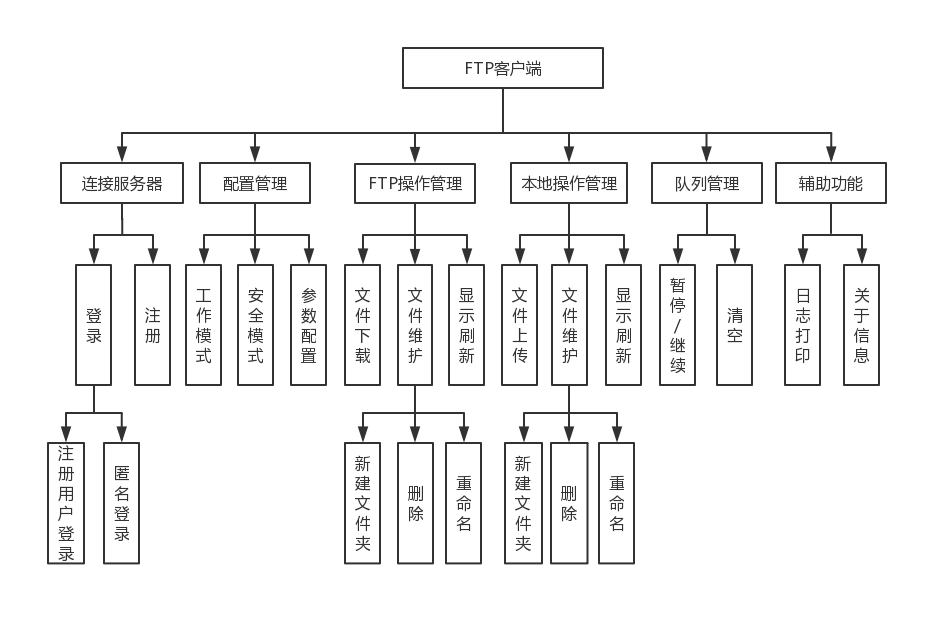 FTP客户端
连接服务器
配置管理
FTP操作管理
本地操作管理
队列管理
辅助功能
登录
注册
工作模式
安全模式
参数配置
文件下载
文件维护
显示刷新
文件上传
文件维护
显示刷新
暂停/继续
清空
日志打印
关于信息
注册用户登录
匿名登录
新建文件夹
删除
重命名
新建文件夹
删除
重命名